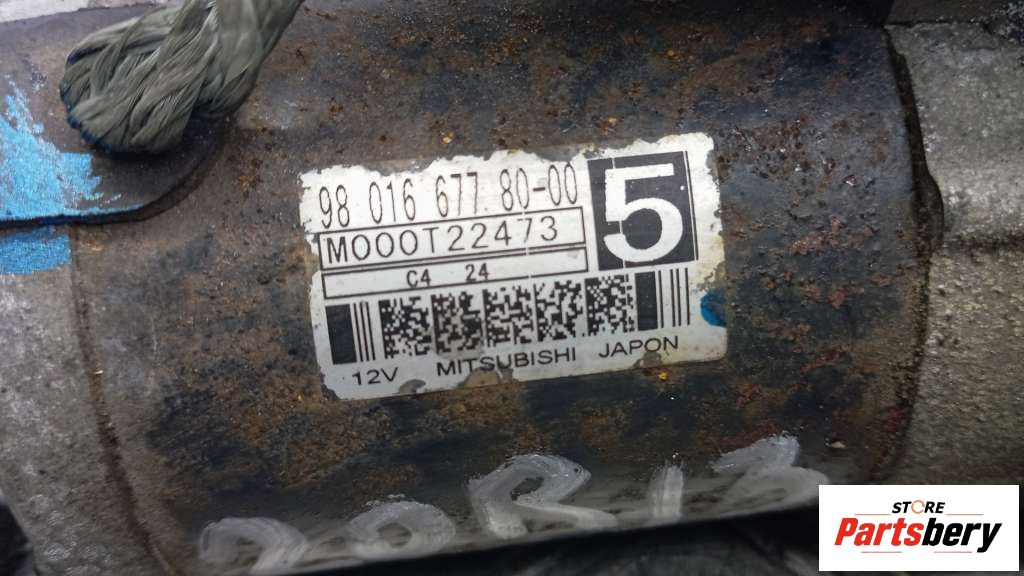 98 016 677 80-00
5
M000T22473
C4 24
12V MITSUBISHI JAPON
STORE
Partsbery